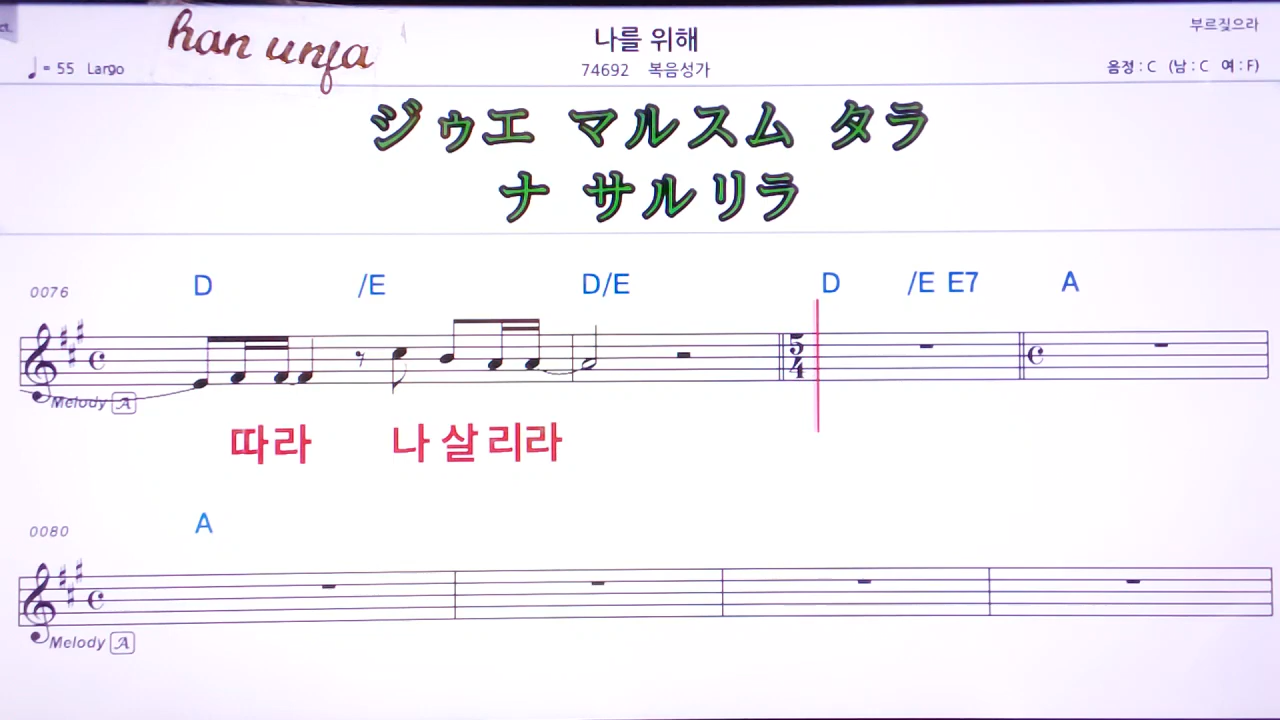 han unja
나를 위해
부르짖으라
♩= 55 Largo
74692 복음성가
음정 : C (남 : C 여 : F)
ジゥエ マルスム タラ
ナ サルリラ
0076
D /E D/E D /E E7 A
5
4
Melody A
따라 나 살 리라
0080
A
Melody A